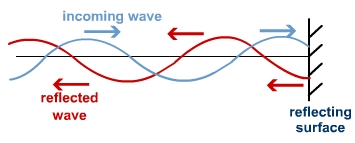 incoming wave
reflected
wave
reflecting
surface